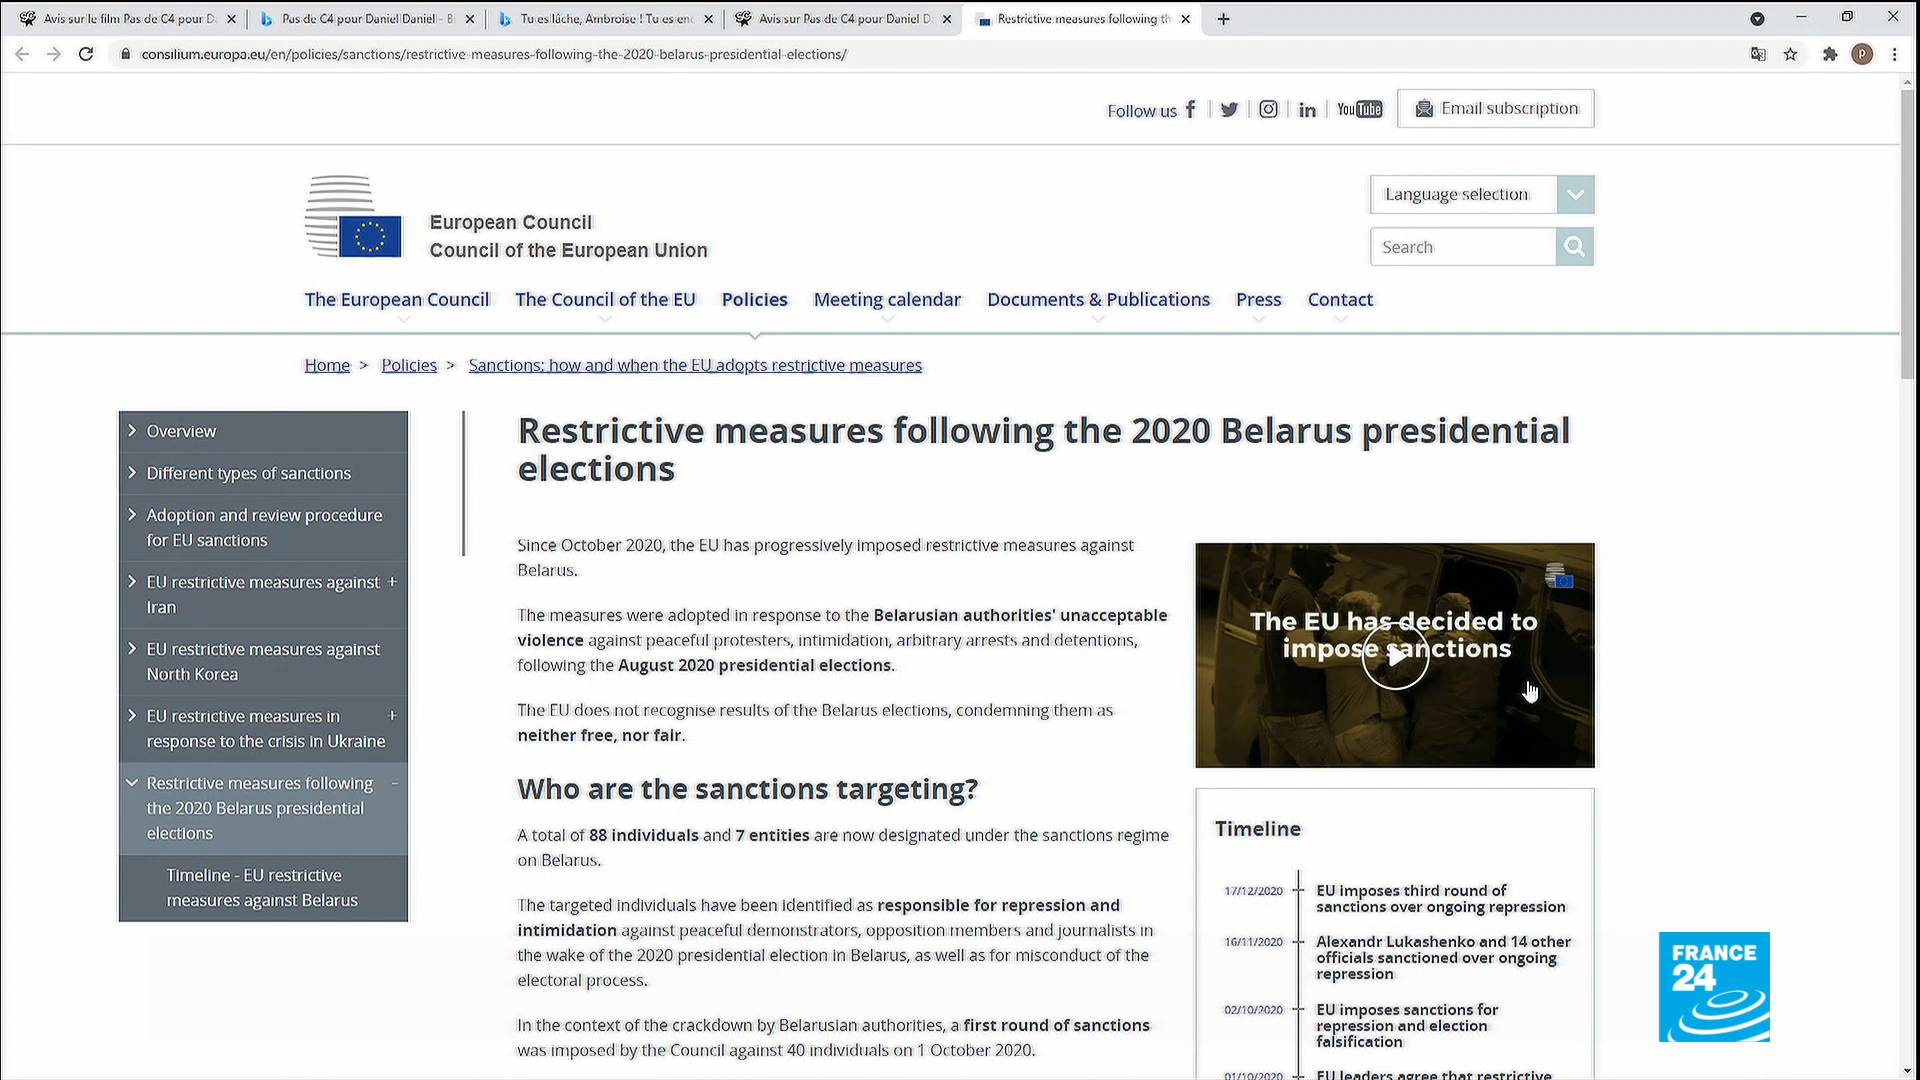 Avis sur le film Pas de C4 pour D
Pas de C4 pour Daniel Daniel - B
Tu es lâche, Ambroise ! Tu es en
Avis sur Pas de C4 pour Daniel D
Restrictive measures following th
consilium.europa.eu/en/policies/sanctions/restrictive-measures-following-the-2020-belarus-presidential-elections/
P
Follow us
in
YouTube
Email subscription
European Council
Council of the European Union
Language selection
Search
The European Council
The Council of the EU
Policies
Meeting calendar
Documents & Publications
Press
Contact
Home > Policies > Sanctions: how and when the EU adopts restrictive measures
Overview
Different types of sanctions
Adoption and review procedure
for EU sanctions
EU restrictive measures against +
Iran
EU restrictive measures against
North Korea
EU restrictive measures in +
response to the crisis in Ukraine
Restrictive measures following -
the 2020 Belarus presidential
elections
Timeline - EU restrictive
measures against Belarus
Restrictive measures following the 2020 Belarus presidential
elections
Since October 2020, the EU has progressively imposed restrictive measures against
Belarus.
The measures were adopted in response to the Belarusian authorities' unacceptable
violence against peaceful protesters, intimidation, arbitrary arrests and detentions,
following the August 2020 presidential elections.
The EU does not recognise results of the Belarus elections, condemning them as
neither free, nor fair.
Who are the sanctions targeting?
A total of 88 individuals and 7 entities are now designated under the sanctions regime
on Belarus.
The targeted individuals have been identified as responsible for repression and
intimidation against peaceful demonstrators, opposition members and journalists in
the wake of the 2020 presidential election in Belarus, as well as for misconduct of the
electoral process.
In the context of the crackdown by Belarusian authorities, a first round of sanctions
was imposed by the Council against 40 individuals on 1 October 2020.
The EU has decided to
impose sanctions
Timeline
17/12/2020 EU imposes third round of
sanctions over ongoing repression
16/11/2020 Alexandr Lukashenko and 14 other
officials sanctioned over ongoing
repression
02/10/2020 EU imposes sanctions for
repression and election
falsification
01/10/2020 EU leaders agree that restrictive
FRANCE
24